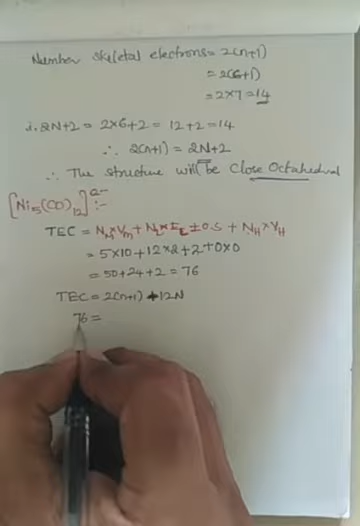 Number skeletal electrons = 2(n+1)
= 2(6+1)
= 2×7 = 14
∴ 2N+2 = 2×6+2 = 12+2 = 14
∴ 2(n+1) = 2N+2
∴ The structure will be Close Octahedral
[Ni5(CO)12]2- :-
TEC = NM×VM + NL×EL ± O.S + NH×VH
= 5×10 + 12×2 + 2 + 0×0
= 50 + 24 + 2 = 76
TEC = 2(n+1) + 12N
76 =